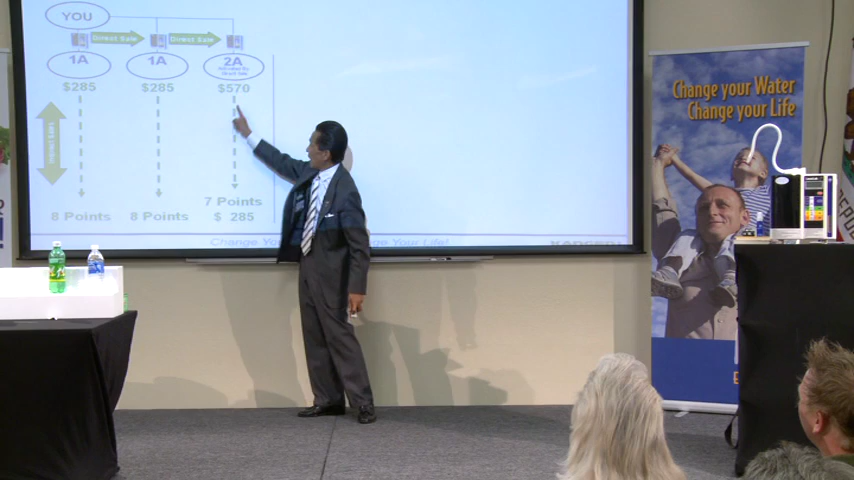 YOU
Direct Sale
Direct Sale
1A
1A
2A
$285
$285
$570
8 Points
8 Points
7 Points
$ 285
Change your Water
Change your Life